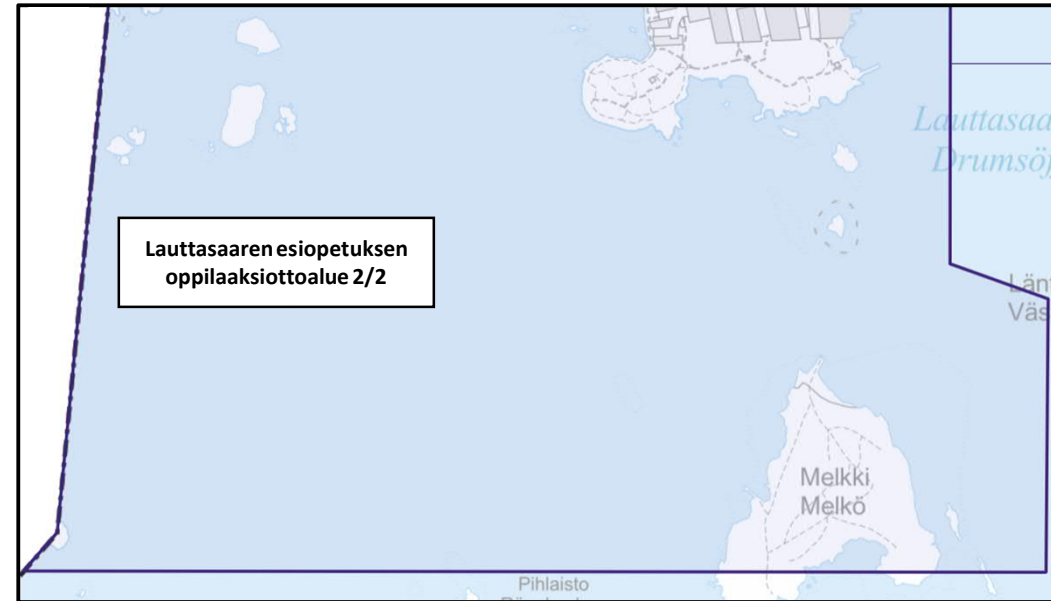 Lauttasaa
Drumsöf
Lauttasaaren esiopetuksen
oppilaaksiottoalue 2/2
Länt
Väs
Melkki
Melkö
Pihlaisto